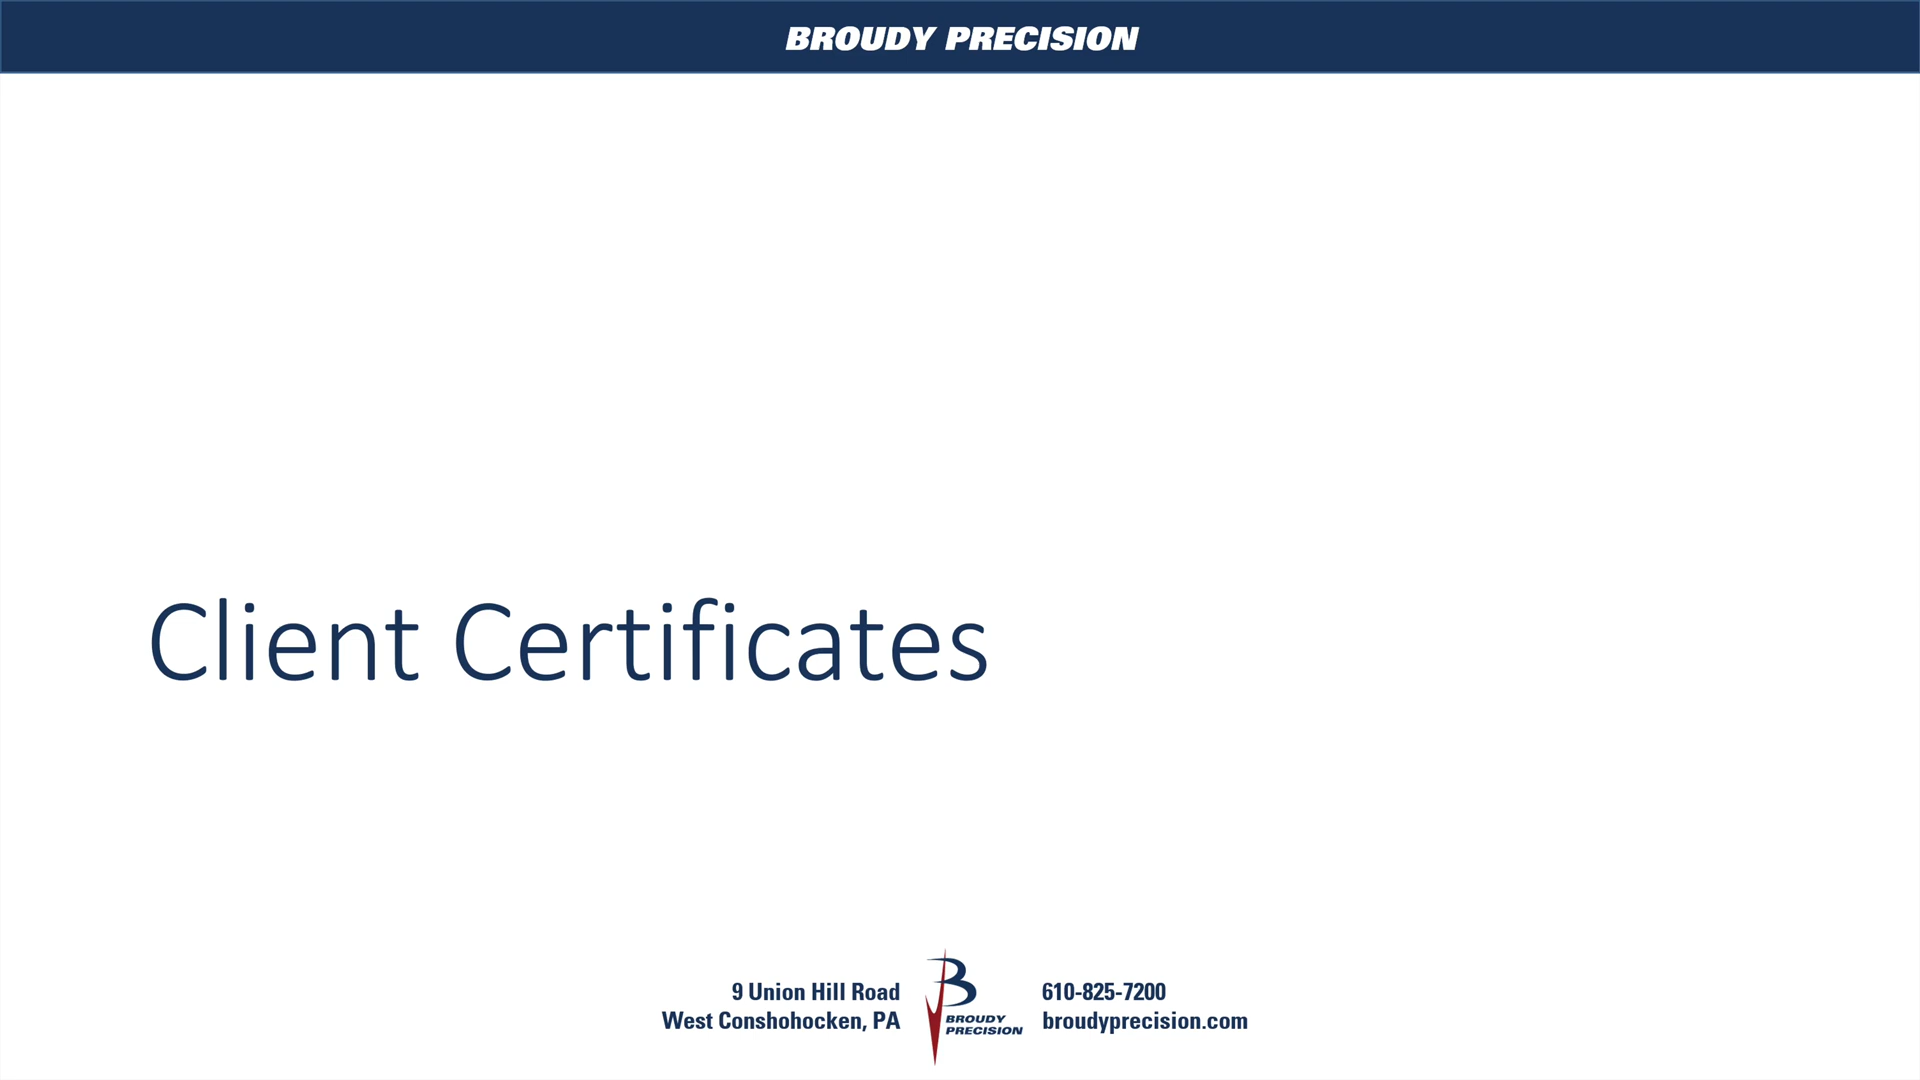 BROUDY PRECISION
Client Certificates
9 Union Hill Road
West Conshohocken, PA
B
BROUDY
PRECISION
610-825-7200
broudyprecision.com